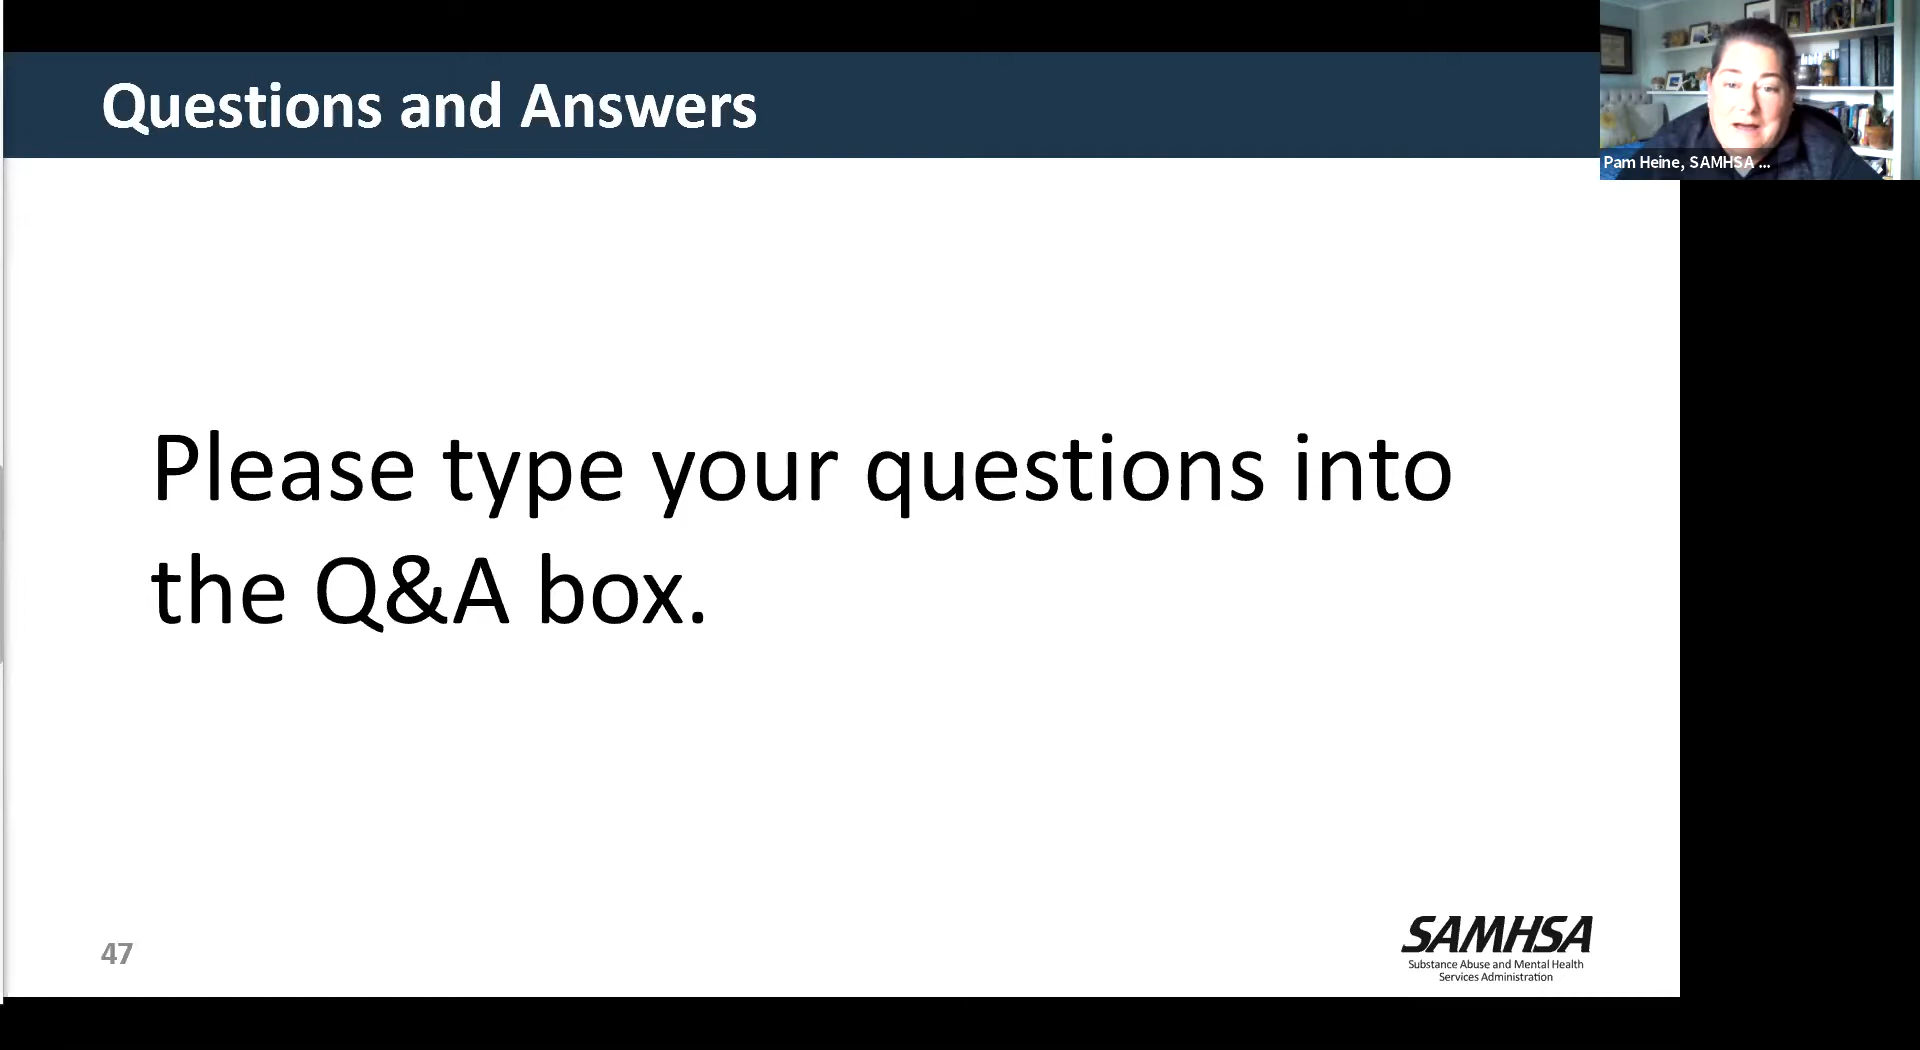 Questions and Answers
Pam Heine, SAMHSA ...
Please type your questions into
the Q&A box.
47
SAMHSA
Substance Abuse and Mental Health
Services Administration